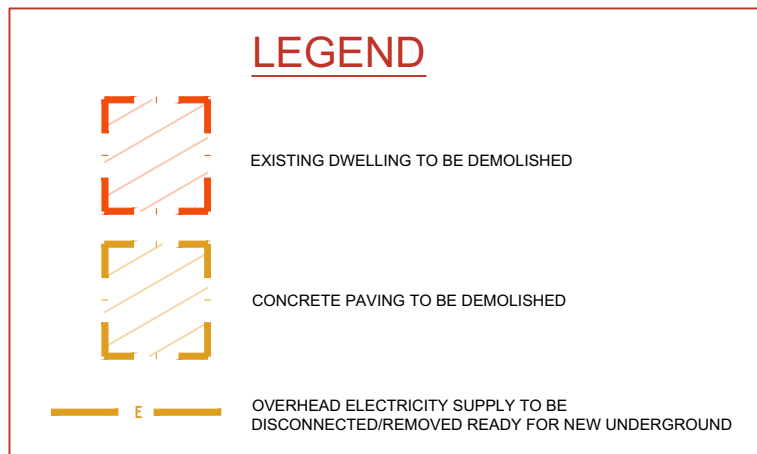 LEGEND
EXISTING DWELLING TO BE DEMOLISHED
CONCRETE PAVING TO BE DEMOLISHED
E
OVERHEAD ELECTRICITY SUPPLY TO BE
DISCONNECTED/REMOVED READY FOR NEW UNDERGROUND